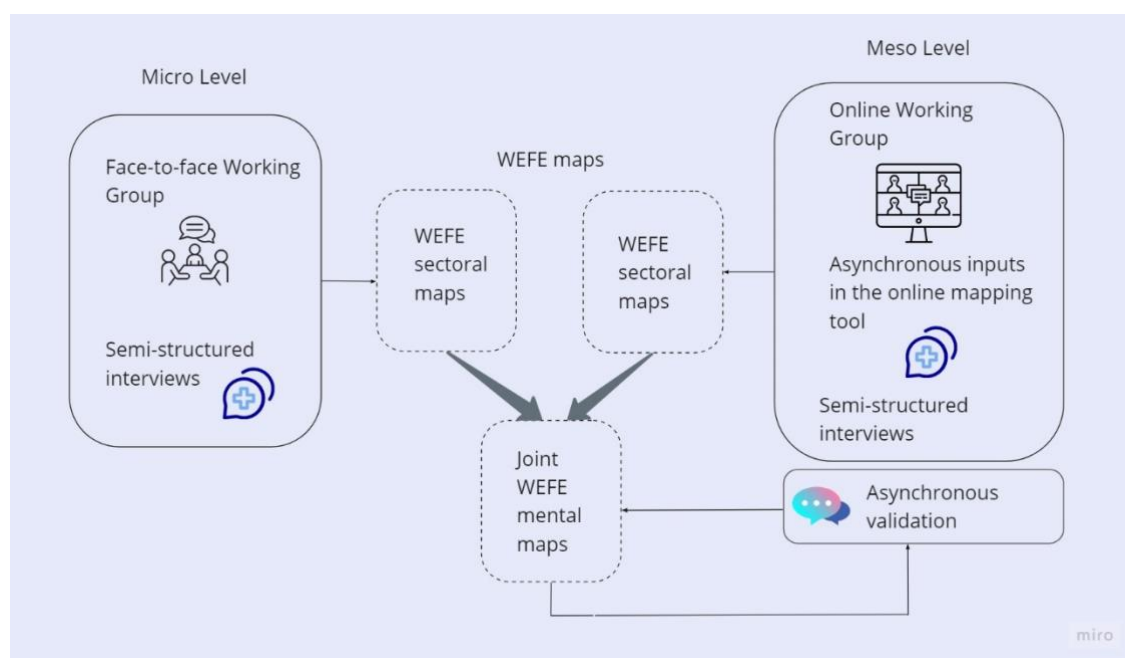 Micro Level
Face-to-face Working
Group
Semi-structured
interviews
WEFE maps
WEFE
sectoral
maps
WEFE
sectoral
maps
Joint
WEFE
mental
maps
Meso Level
Online Working
Group
Asynchronous inputs
in the online mapping
tool
Semi-structured
interviews
Asynchronous
validation
miro